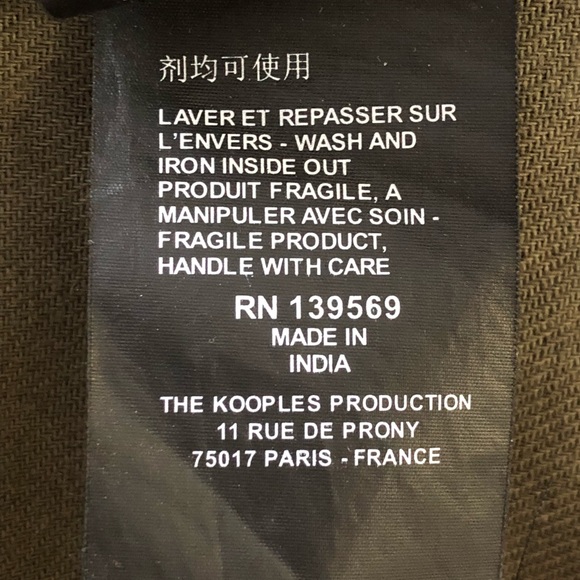 剂均可使用
LAVER ET REPASSER SUR
L'ENVERS - WASH AND
IRON INSIDE OUT
PRODUIT FRAGILE, A
MANIPULER AVEC SOIN -
FRAGILE PRODUCT,
HANDLE WITH CARE
RN 139569
MADE IN
INDIA
THE KOOPLES PRODUCTION
11 RUE DE PRONY
75017 PARIS - FRANCE